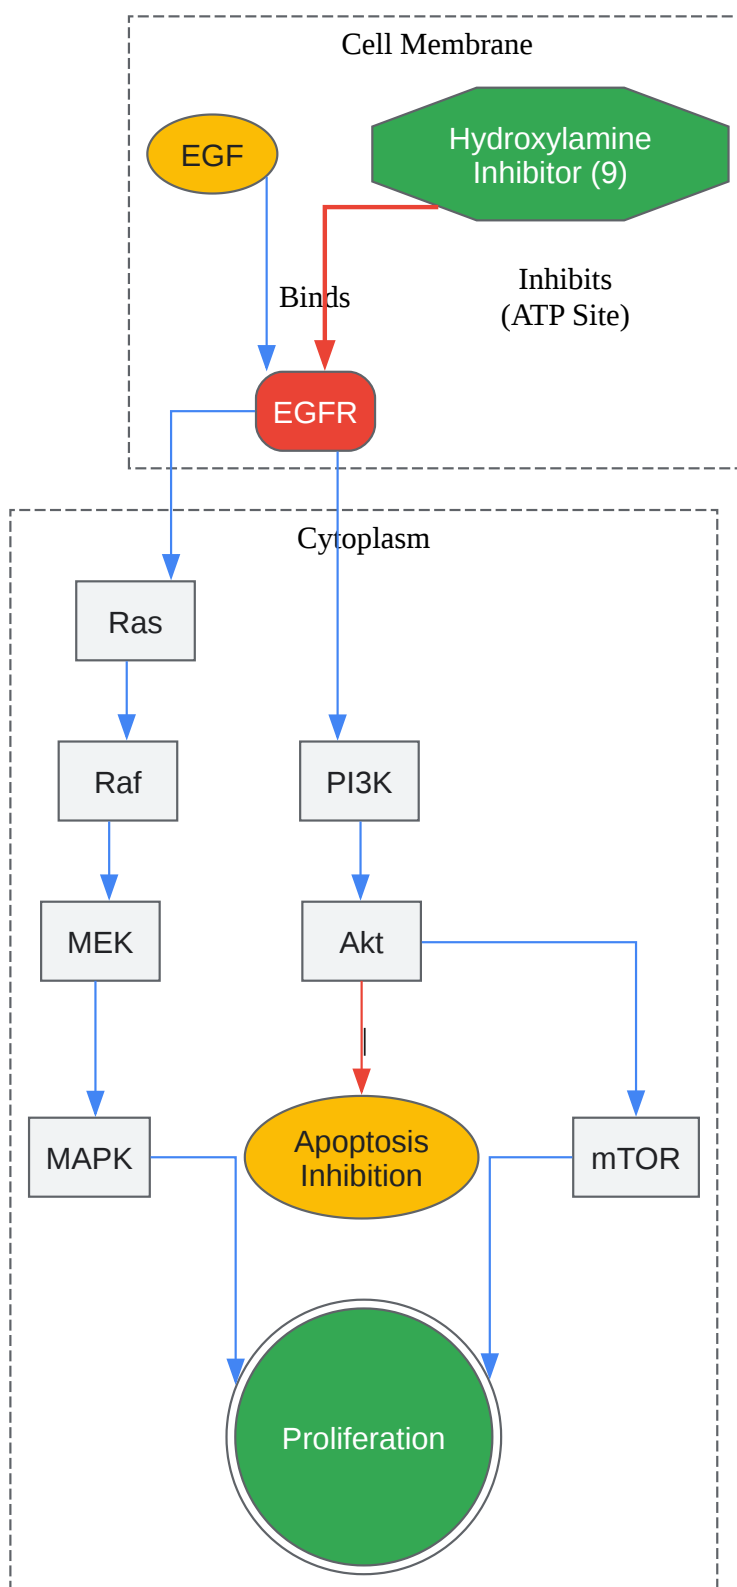 Cell Membrane
EGF
Hydroxylamine
Inhibitor (9)
Binds
Inhibits
(ATP Site)
EGFR
Cytoplasm
Ras
Raf
PI3K
MEK
Akt
|
MAPK
Apoptosis
Inhibition
mTOR
Proliferation